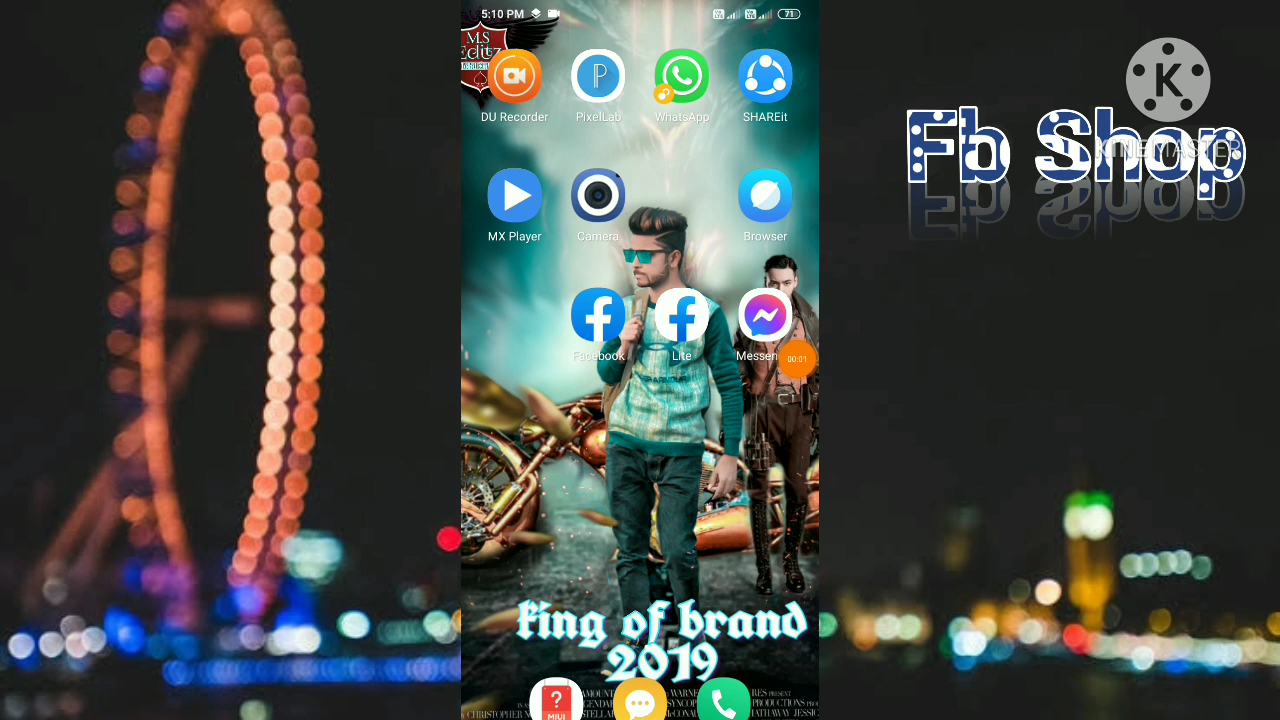 5:10 PM
71
M.S
Editz
DU Recorder
PixelLab
WhatsApp
SHAREit
K
KINEMASTER
Fb Shop
MX Player
Camera
Browser
Facebook
Lite
Messen
00:01
king of brand
2019
?
MIUI